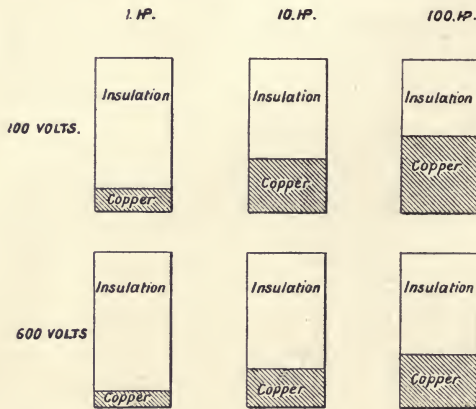 1. HP. 10. HP. 100. HP.
Insulation Insulation Insulation
100 VOLTS.
Copper Copper Copper
Insulation Insulation Insulation
600 VOLTS
Copper Copper Copper